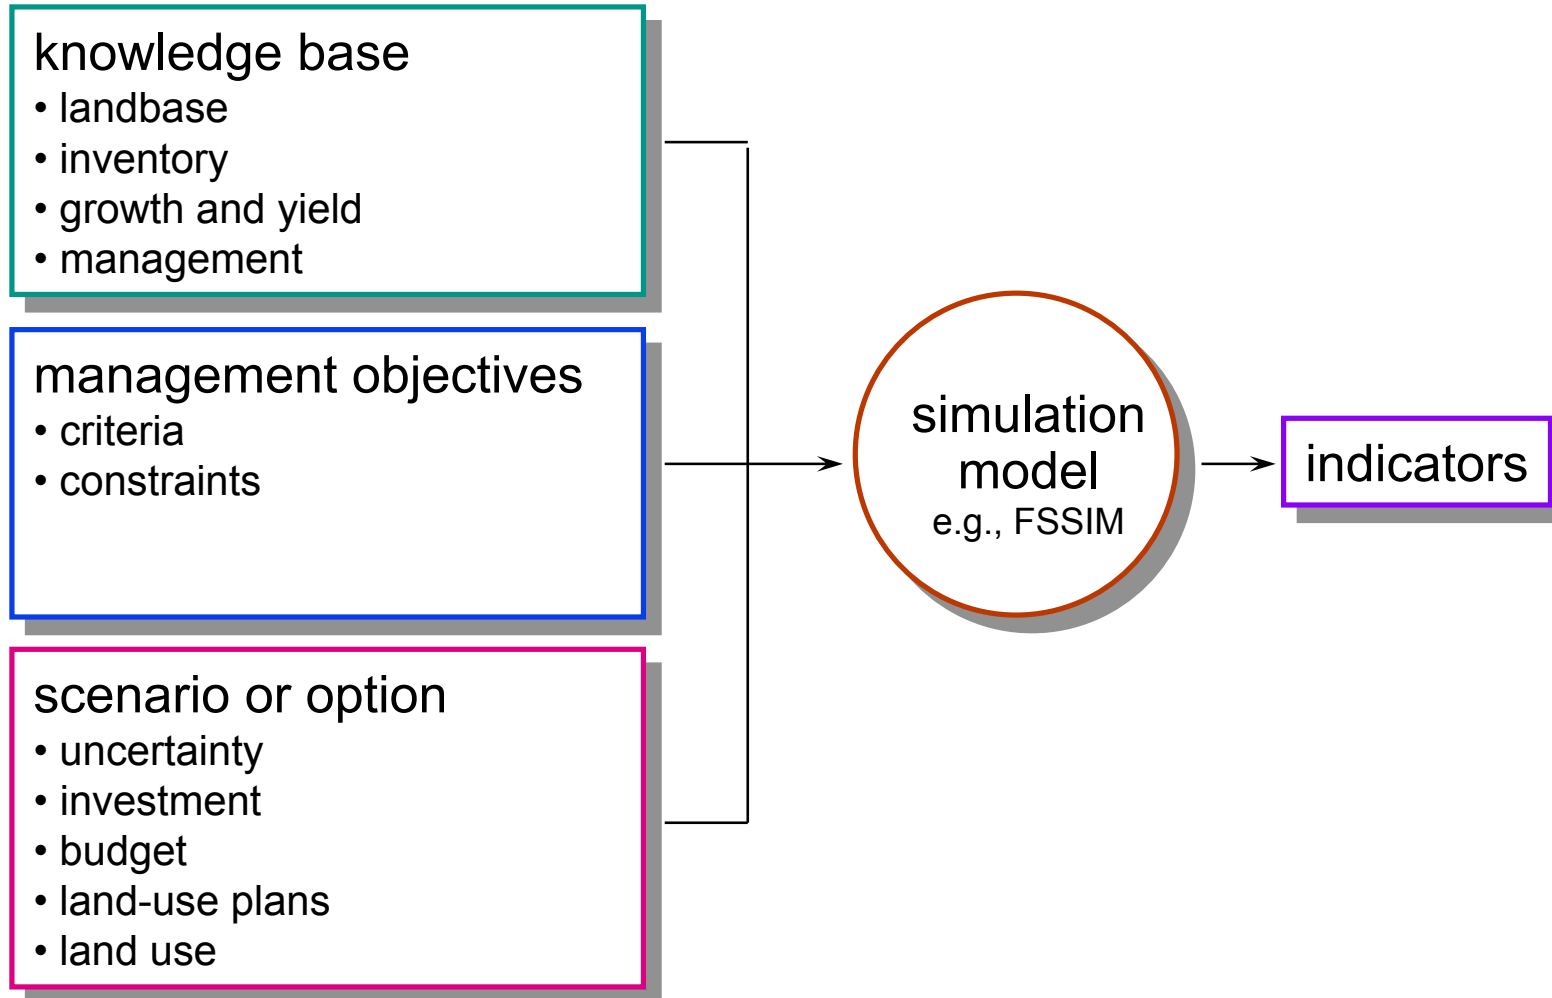 knowledge base
• landbase
• inventory
• growth and yield
• management
management objectives
• criteria
• constraints
scenario or option
• uncertainty
• investment
• budget
• land-use plans
• land use
simulation
model
e.g., FSSIM
indicators